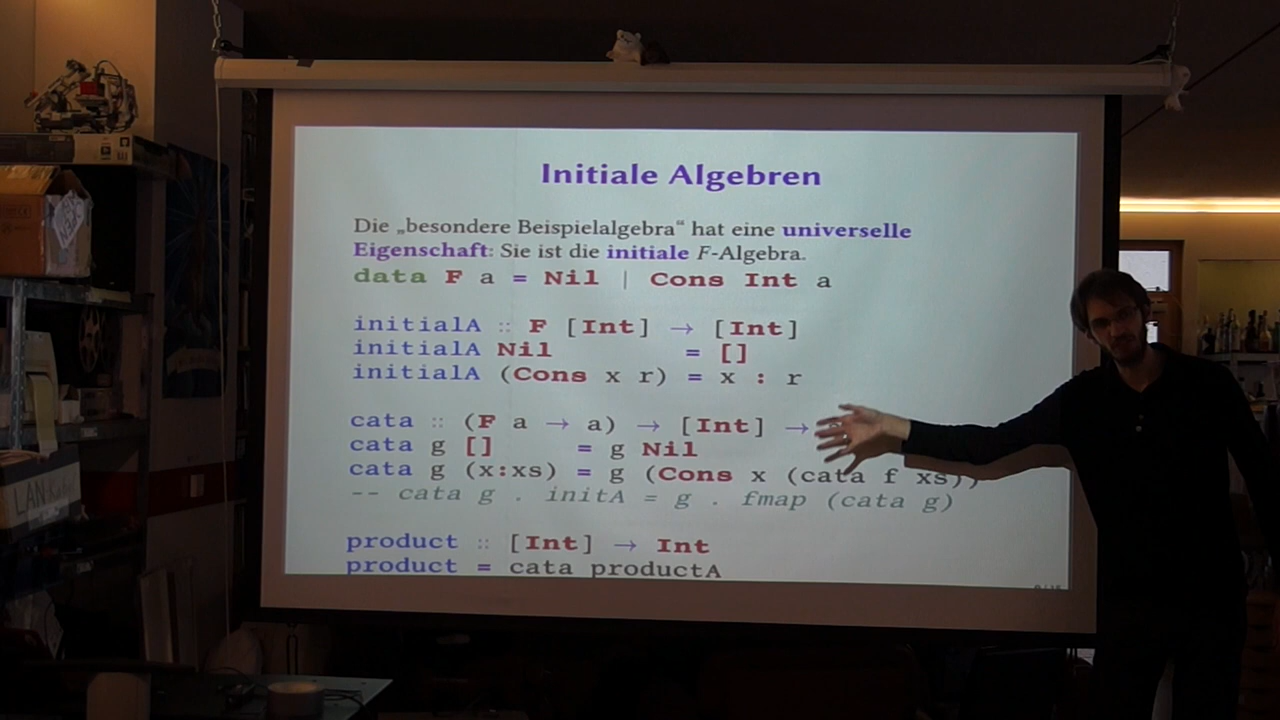 Initiale Algebren
Die „besondere Beispielalgebra“ hat eine universelle
Eigenschaft: Sie ist die initiale F-Algebra.
data F a = Nil | Cons Int a
initialA :: F [Int] → [Int]
initialA Nil = []
initialA (Cons x r) = x : r
cata :: (F a → a) → [Int] →
cata g [] = g Nil
cata g (x:xs) = g (Cons x (cata f xs))
-- cata g . initA = g . fmap (cata g)
product :: [Int] → Int
product = cata productA